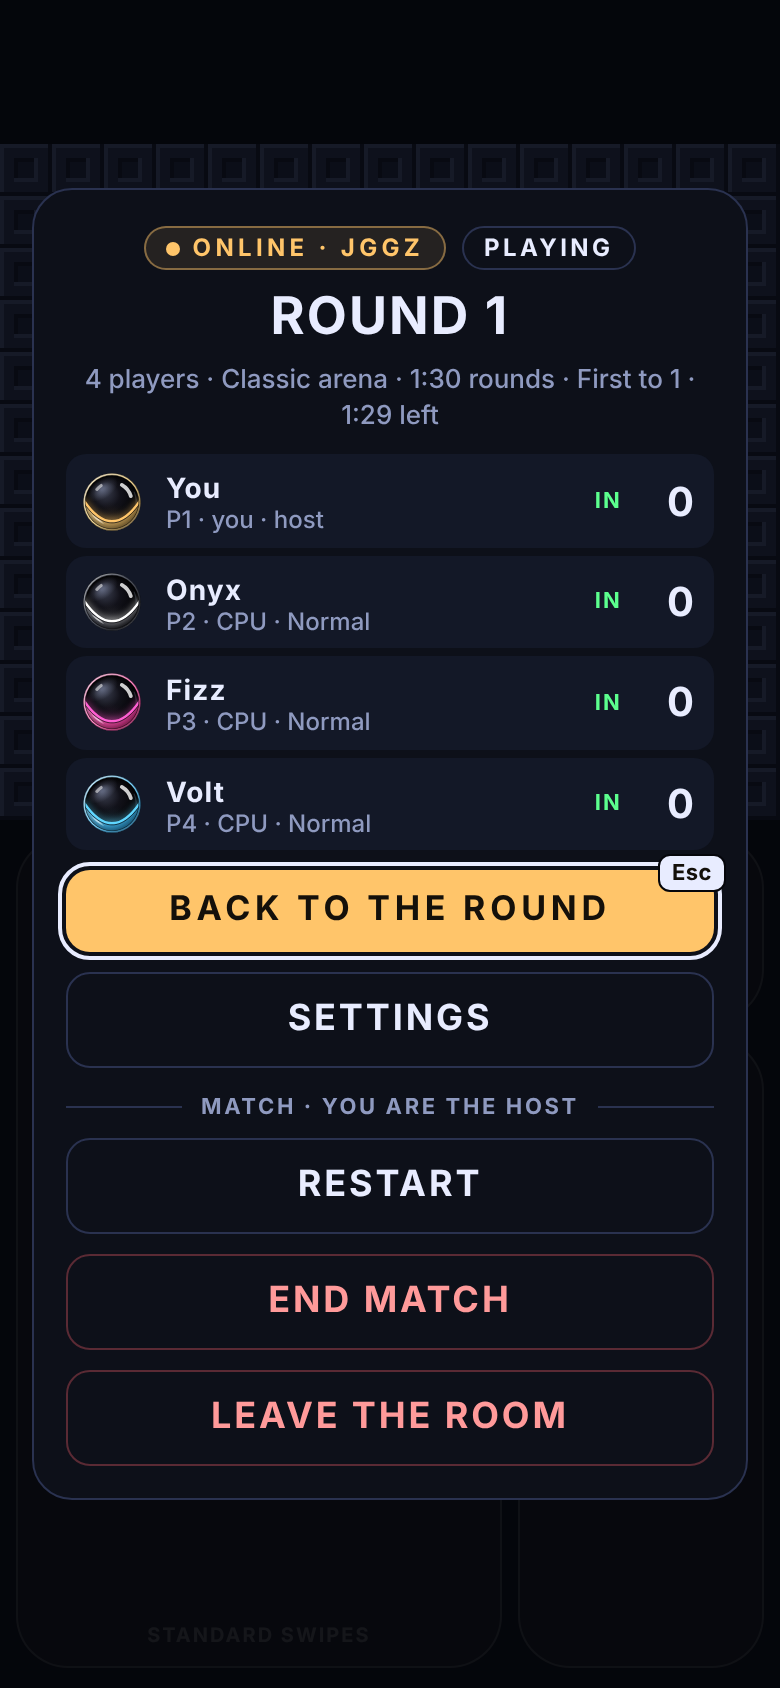 ONLINE · JGGZ
PLAYING
ROUND 1
4 players · Classic arena · 1:30 rounds · First to 1 ·
1:29 left
You
P1 · you · host
IN
0
Onyx
P2 · CPU · Normal
IN
0
Fizz
P3 · CPU · Normal
IN
0
Volt
P4 · CPU · Normal
IN
0
Esc
BACK TO THE ROUND
SETTINGS
MATCH · YOU ARE THE HOST
RESTART
END MATCH
LEAVE THE ROOM
STANDARD SWIPES